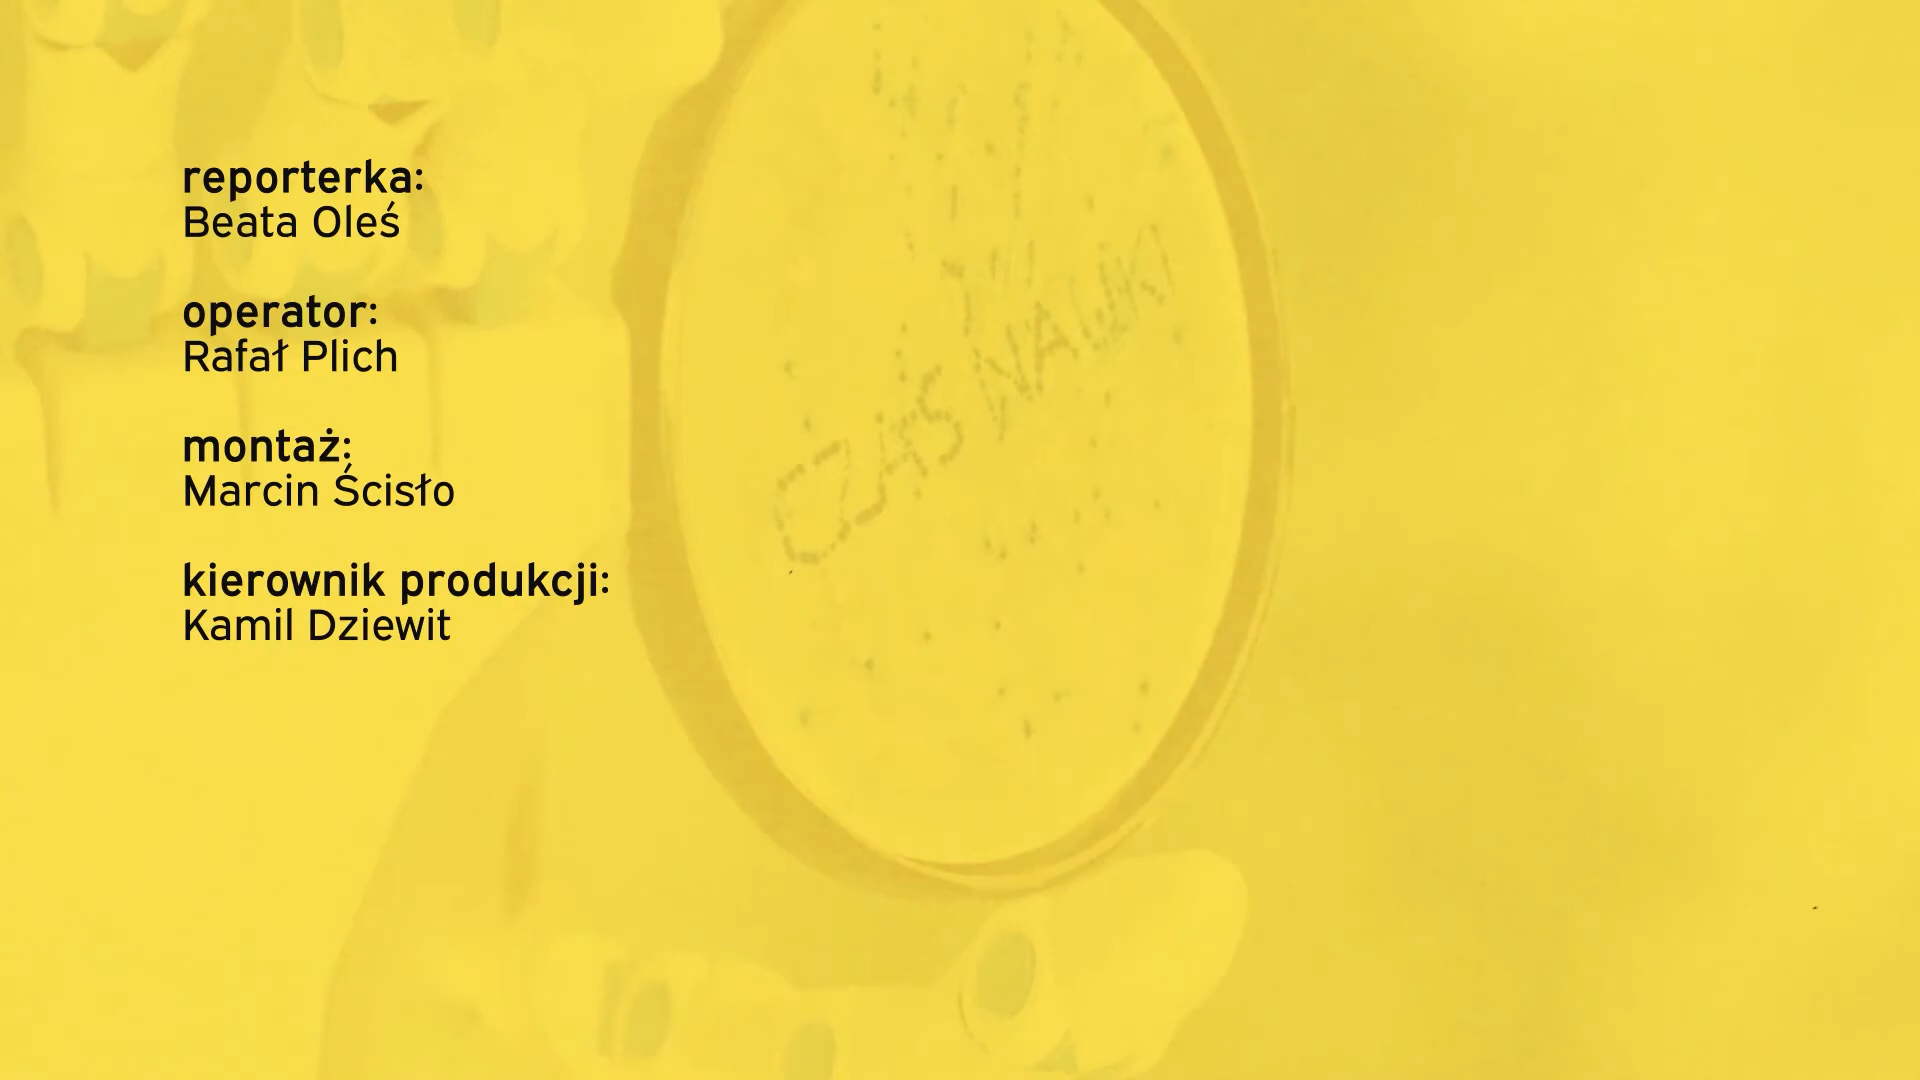 reporterka:
Beata Oleś
operator:
Rafał Plich
montaż:
Marcin Ścisło
kierownik produkcji:
Kamil Dziewit
CZAS NAUKI